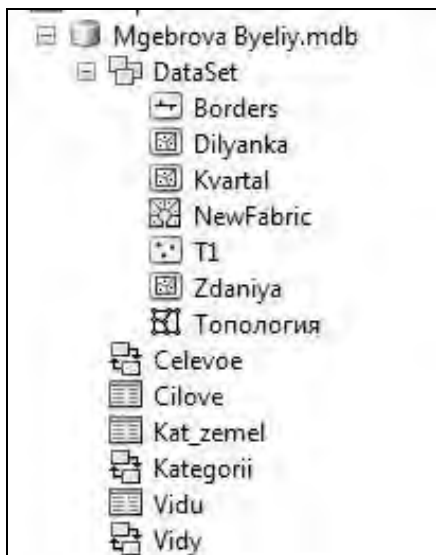 Mgebrova Byeliy.mdb
DataSet
Borders
Dilyanka
Kvartal
NewFabric
T1
Zdaniya
Топология
Celevoe
Cilove
Kat_zemel
Kategorii
Vidu
Vidy